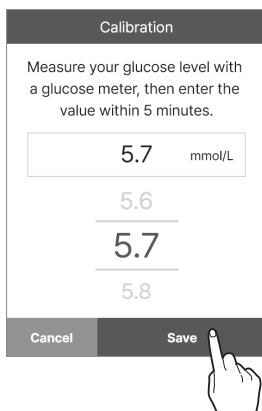 Calibration
Measure your glucose level with
a glucose meter, then enter the
value within 5 minutes.
5.7 mmol/L
5.6
5.7
5.8
Cancel Save